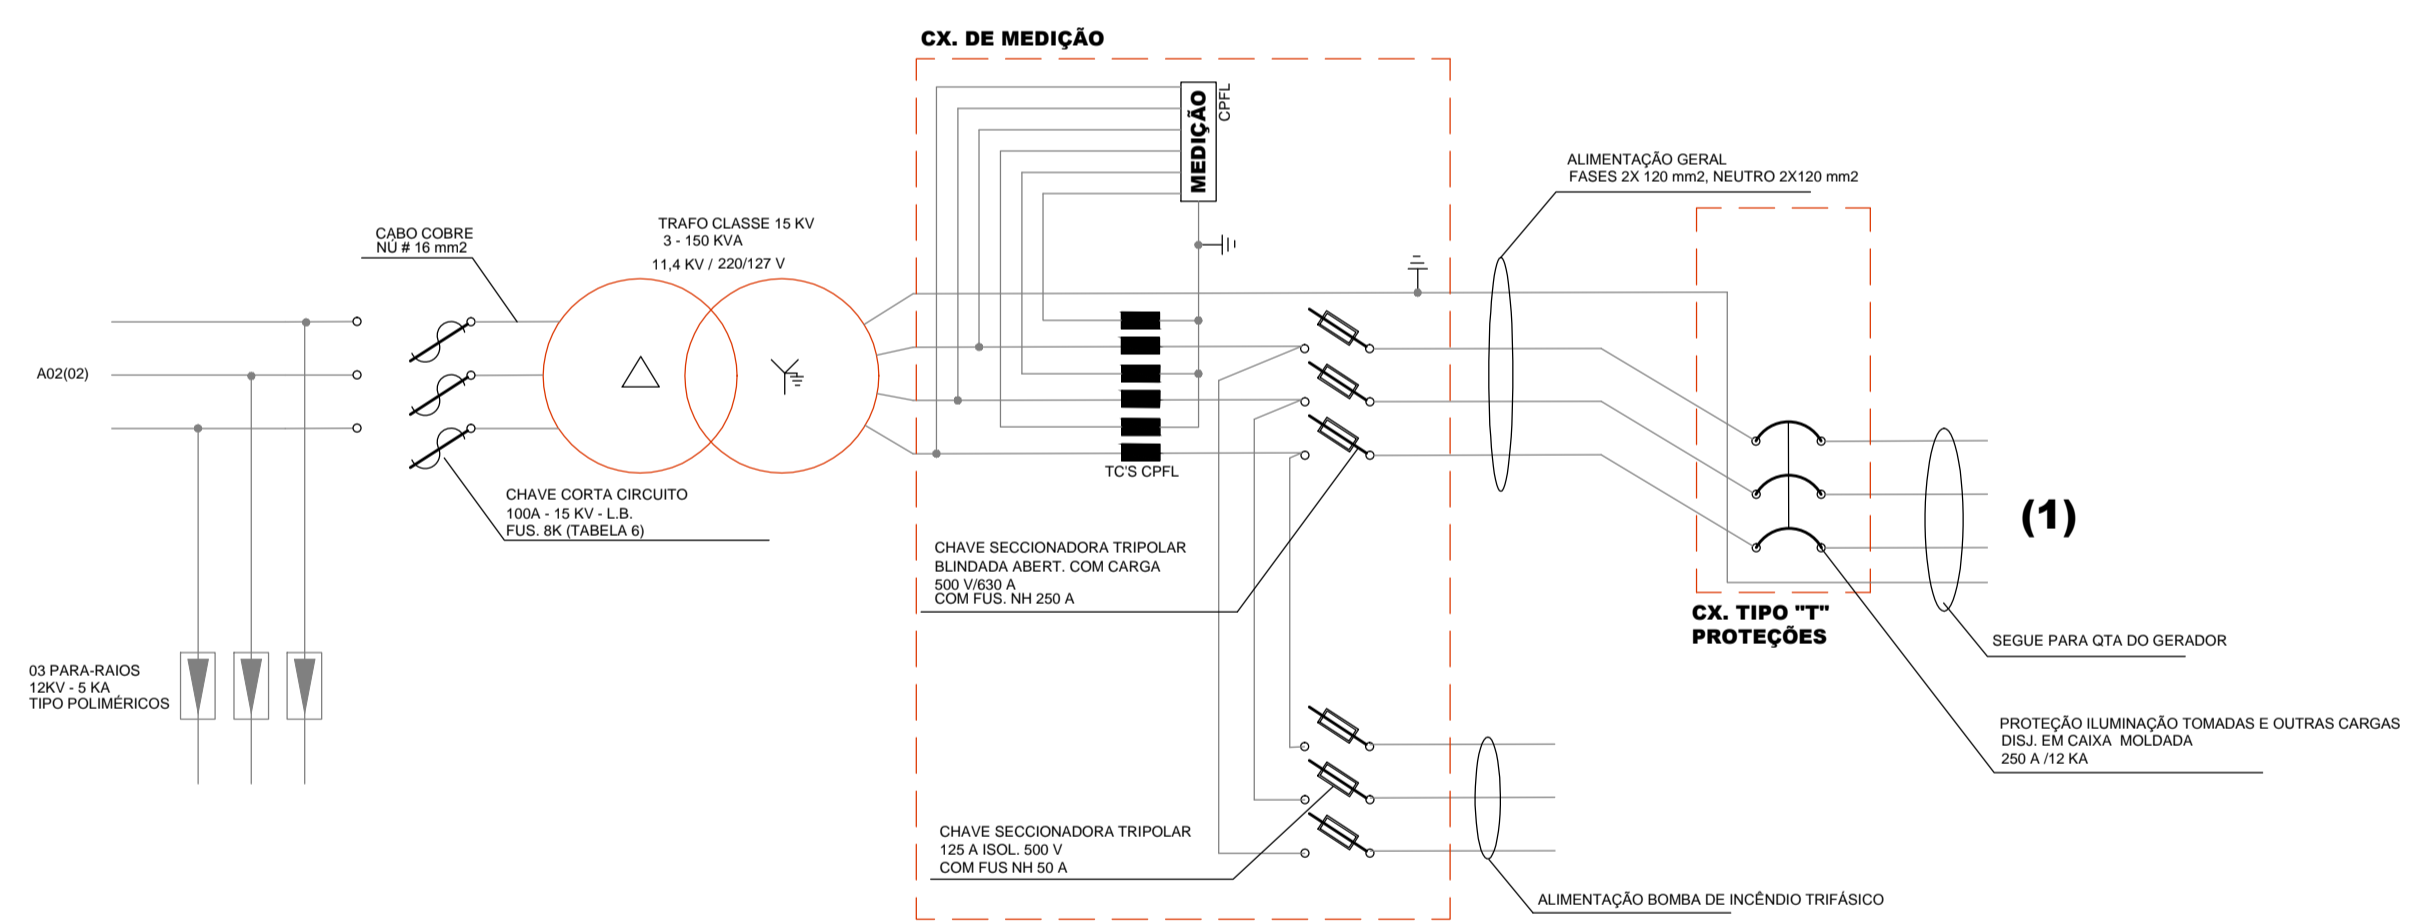 CX. DE MEDIÇÃO
MEDIÇÃO
CPFL
ALIMENTAÇÃO GERAL
FASES 2X 120 mm2, NEUTRO 2X120 mm2
TRAFO CLASSE 15 KV
3 - 150 KVA
11,4 KV / 220/127 V
CABO COBRE
NÚ # 16 mm2
A02(02)
TC'S CPFL
CHAVE CORTA CIRCUITO
100A - 15 KV - L.B.
FUS. 8K (TABELA 6)
(1)
CHAVE SECCIONADORA TRIPOLAR
BLINDADA ABERT. COM CARGA
500 V/630 A
COM FUS. NH 250 A
CX. TIPO "T"
PROTEÇÕES
SEGUE PARA QTA DO GERADOR
03 PARA-RAIOS
12KV - 5 KA
TIPO POLIMÉRICOS
PROTEÇÃO ILUMINAÇÃO TOMADAS E OUTRAS CARGAS
DISJ. EM CAIXA MOLDADA
250 A /12 KA
CHAVE SECCIONADORA TRIPOLAR
125 A ISOL. 500 V
COM FUS NH 50 A
ALIMENTAÇÃO BOMBA DE INCÊNDIO TRIFÁSICO